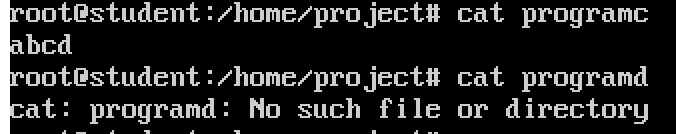 root@student:/home/project# cat programc
abcd
root@student:/home/project# cat programd
cat: programd: No such file or directory